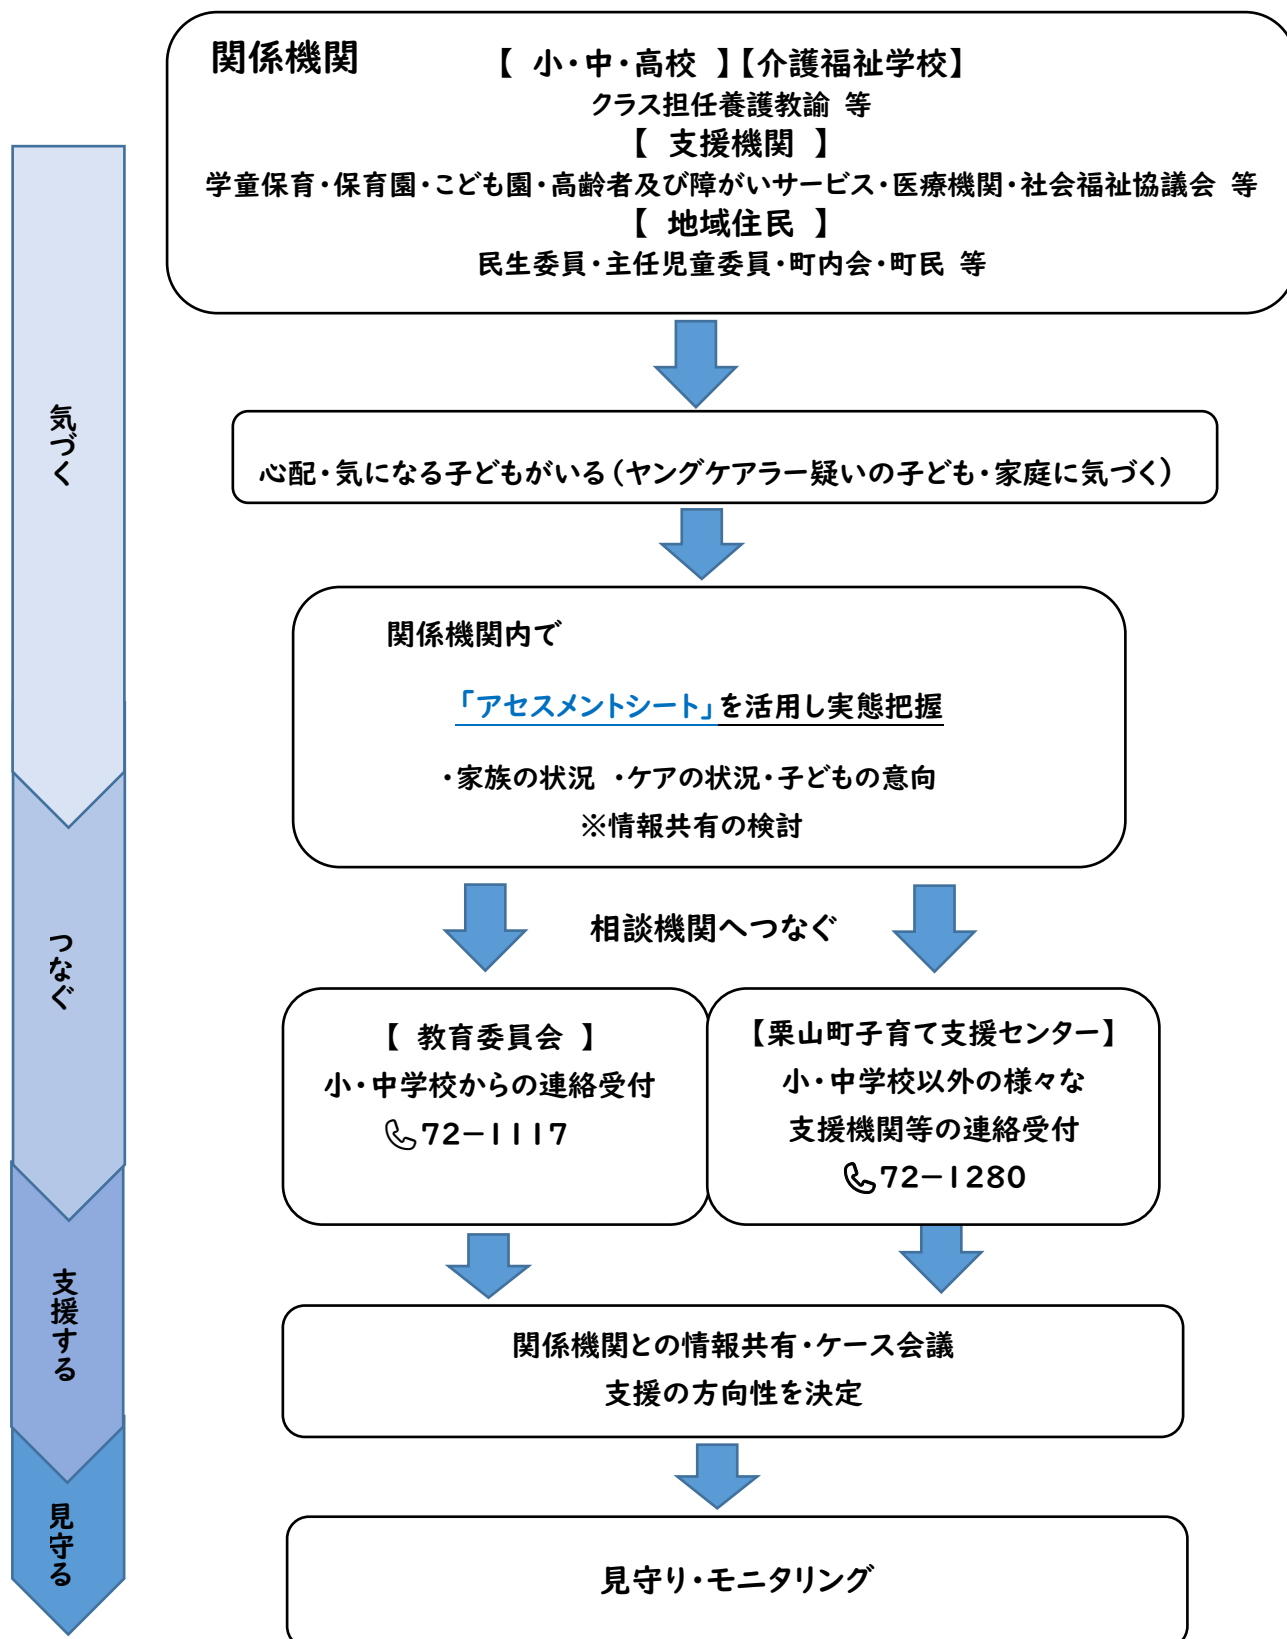 関係機関
【 小・中・高校 】【介護福祉学校】
クラス担任養護教諭 等
【 支援機関 】
学童保育・保育園・こども園・高齢者及び障がいサービス・医療機関・社会福祉協議会 等
【 地域住民 】
民生委員・主任児童委員・町内会・町民 等
気づく
心配・気になる子どもがいる（ヤングケアラー疑いの子ども・家庭に気づく）
関係機関内で
「アセスメントシート」を活用し実態把握
・家族の状況 ・ケアの状況・子どもの意向
※情報共有の検討
つなぐ
相談機関へつなぐ
【 教育委員会 】
小・中学校からの連絡受付
72－1117
【栗山町子育て支援センター】
小・中学校以外の様々な
支援機関等の連絡受付
72－1280
支援する
関係機関との情報共有・ケース会議
支援の方向性を決定
見守る
見守り・モニタリング